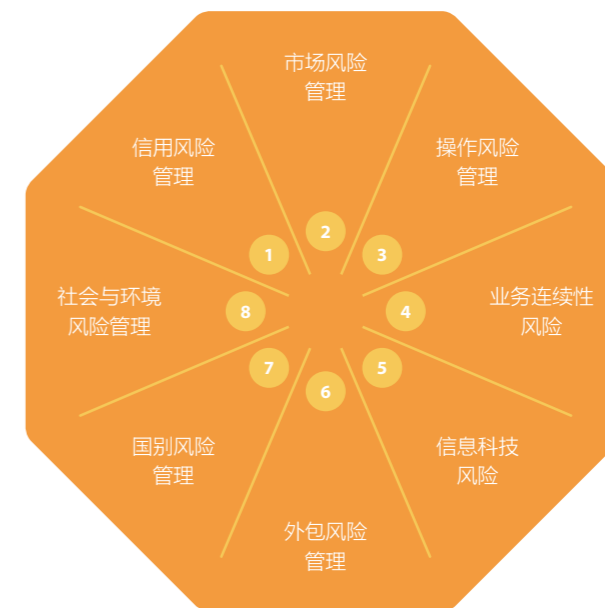 市场风险
管理
信用风险
管理
操作风险
管理
2
1
3
社会与环境
风险管理
8
4
业务连续性
风险
7
5
6
国别风险
管理
信息科技
风险
外包风险
管理